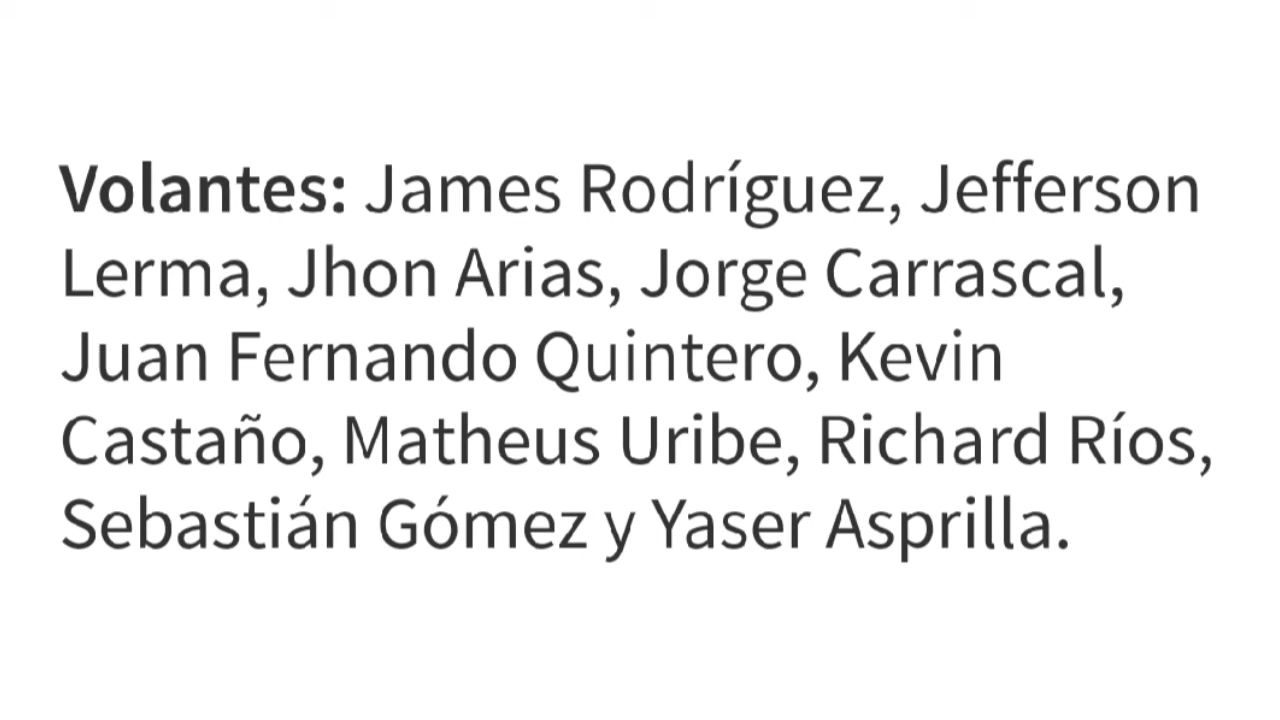 Volantes: James Rodríguez, Jefferson
Lerma, Jhon Arias, Jorge Carrascal,
Juan Fernando Quintero, Kevin
Castaño, Matheus Uribe, Richard Ríos,
Sebastián Gómez y Yaser Asprilla.